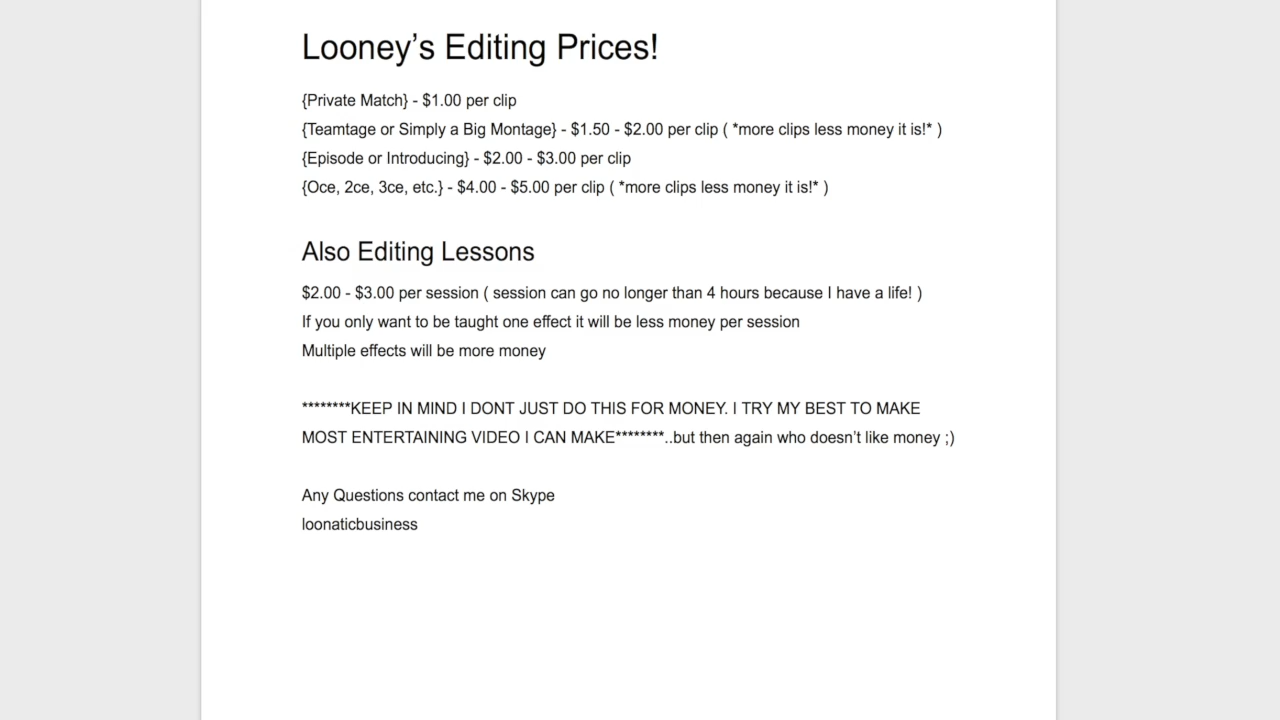 Looney’s Editing Prices!
{Private Match} - $1.00 per clip
{Teamtage or Simply a Big Montage} - $1.50 - $2.00 per clip ( *more clips less money it is!* )
{Episode or Introducing} - $2.00 - $3.00 per clip
{Oce, 2ce, 3ce, etc.} - $4.00 - $5.00 per clip ( *more clips less money it is!* )
Also Editing Lessons
$2.00 - $3.00 per session ( session can go no longer than 4 hours because I have a life! )
If you only want to be taught one effect it will be less money per session
Multiple effects will be more money
********KEEP IN MIND I DONT JUST DO THIS FOR MONEY. I TRY MY BEST TO MAKE
MOST ENTERTAINING VIDEO I CAN MAKE********..but then again who doesn’t like money ;)
Any Questions contact me on Skype
loonaticbusiness